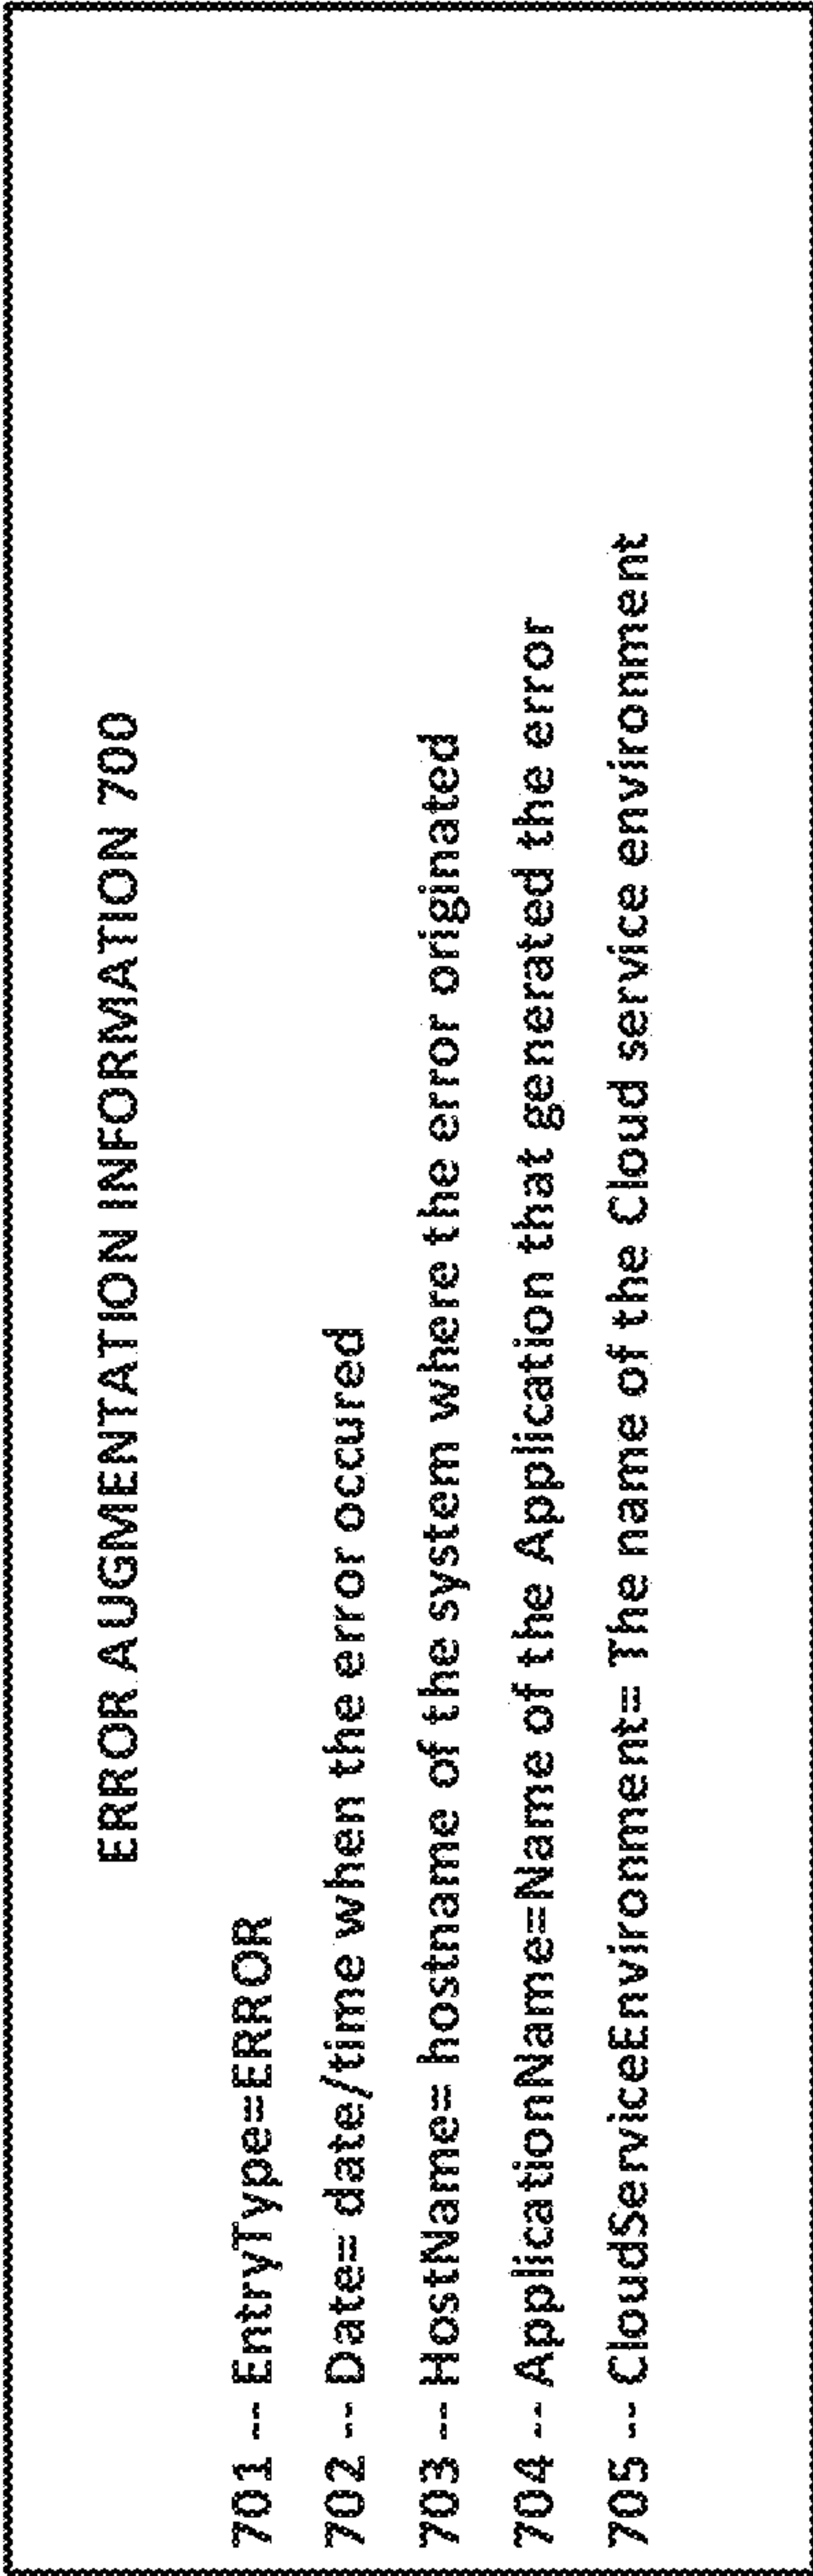 ERROR AUGMENTATION INFORMATION 700
701 -- EntryType=ERROR
702 -- Date= date/time when the error occured
703 -- HostName= hostname of the system where the error originated
704 -- ApplicationName=Name of the Application that generated the error
705 -- CloudServiceEnvironment= The name of the Cloud service environment